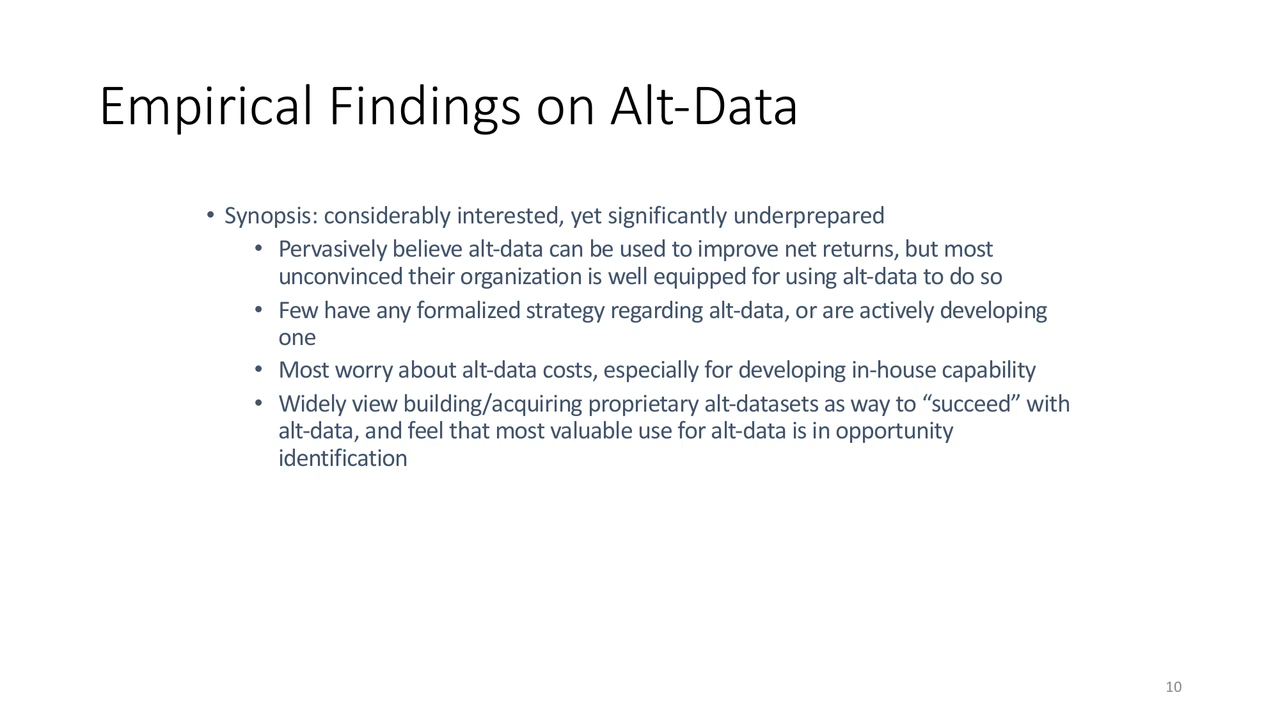 Empirical Findings on Alt-Data
• Synopsis: considerably interested, yet significantly underprepared
• Pervasively believe alt-data can be used to improve net returns, but most
unconvinced their organization is well equipped for using alt-data to do so
• Few have any formalized strategy regarding alt-data, or are actively developing
one
• Most worry about alt-data costs, especially for developing in-house capability
• Widely view building/acquiring proprietary alt-datasets as way to “succeed” with
alt-data, and feel that most valuable use for alt-data is in opportunity
identification
10